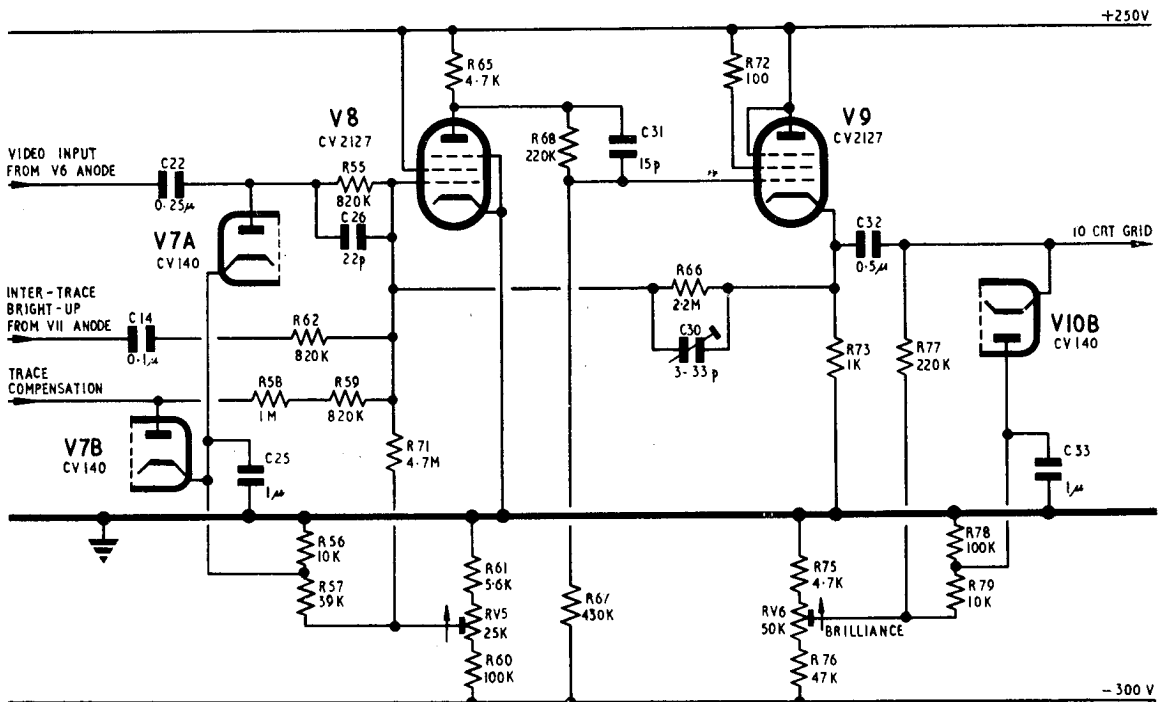 +250V
R65
4·7K
R72
100
V8
CV2127
V9
CV2127
R68
220K
C31
15p
VIDEO INPUT
FROM V6 ANODE
C22
0·25μ
R55
820K
C26
22p
V7A
CV140
C32
0·5μ
TO CRT GRID
R66
2·2M
C30
3-33p
INTER-TRACE
BRIGHT-UP
FROM V11 ANODE
C14
0·1μ
R62
820K
V10B
CV140
R73
1K
R77
220K
TRACE
COMPENSATION
R58
1M
R59
820K
V7B
CV140
R71
4·7M
C25
1μ
C33
1μ
R56
10K
R57
39K
R61
5·6K
RV5
25K
R60
100K
R67
430K
R75
4·7K
RV6
50K
BRILLIANCE
R76
47K
R78
100K
R79
10K
-300V